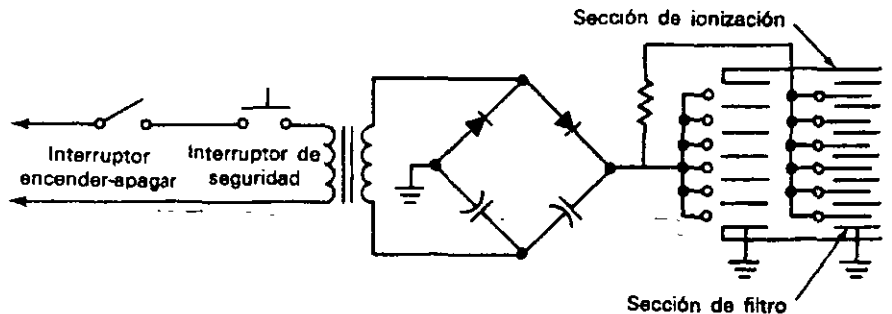 Sección de ionización
Interruptor
encender-apagar
Interruptor de
seguridad
Sección de filtro